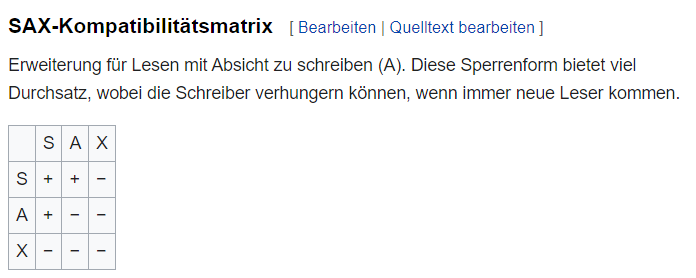 SAX-Kompatibilitätsmatrix [ Bearbeiten | Quelltext bearbeiten ]
Erweiterung für Lesen mit Absicht zu schreiben (A). Diese Sperrenform bietet viel
Durchsatz, wobei die Schreiber verhungern können, wenn immer neue Leser kommen.
S A X
S + + −
A + − −
X − − −